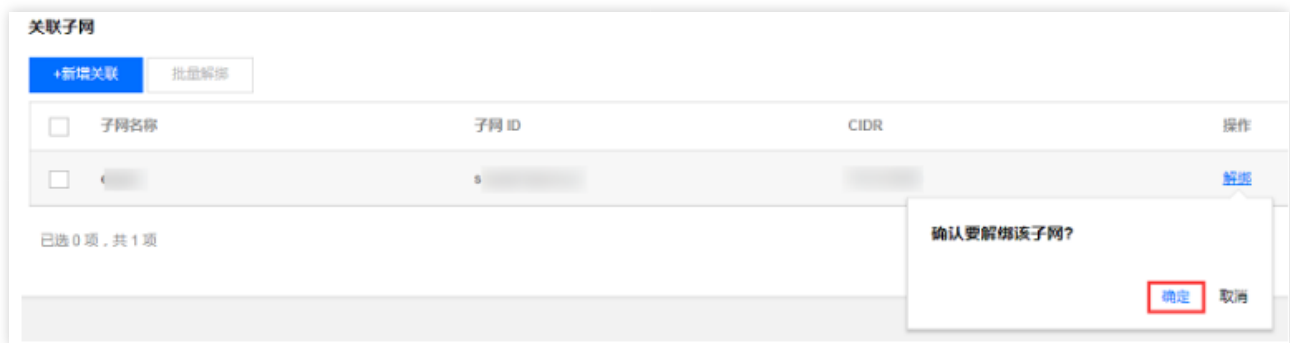 关联子网
+新增关联 批量解绑
子网名称 子网 ID CIDR 操作
s 解绑
已选 0 项，共 1 项
确认要解绑该子网?
确定 取消